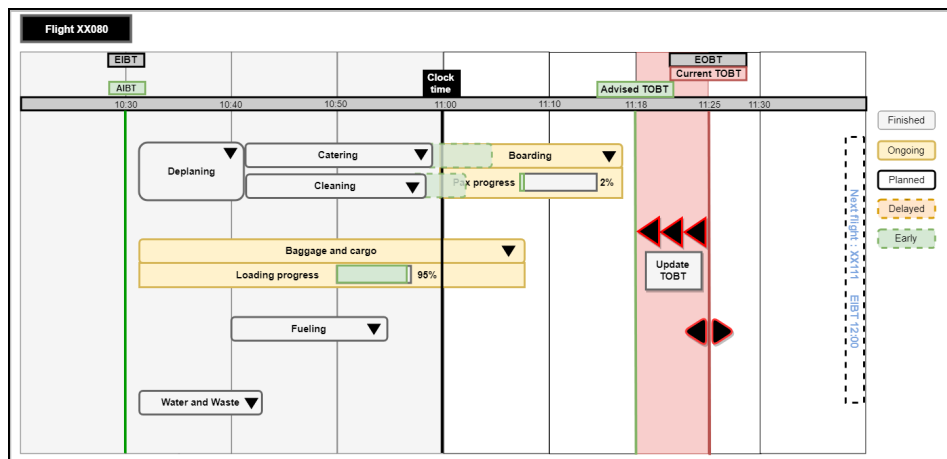 Flight XX080
EIBT
EOBT
AIBT
Clock
time
Advised TOBT
Current TOBT
10:30
10:40
10:50
11:00
11:10
11:18
11:25
11:30
Finished
Ongoing
Planned
Delayed
Early
Deplaning
Catering
Boarding
Cleaning
Pax progress
2%
Baggage and cargo
Loading progress
95%
Update
TOBT
Fueling
Water and Waste
Next flight : XX111 EIBT 12:00